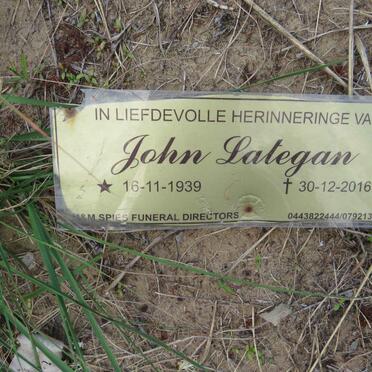 IN LIEFDEVOLLE HERINNERINGE VA
John Lategan
★ 16-11-1939 † 30-12-2016
M&M SPIES FUNERAL DIRECTORS 0443822444/079213